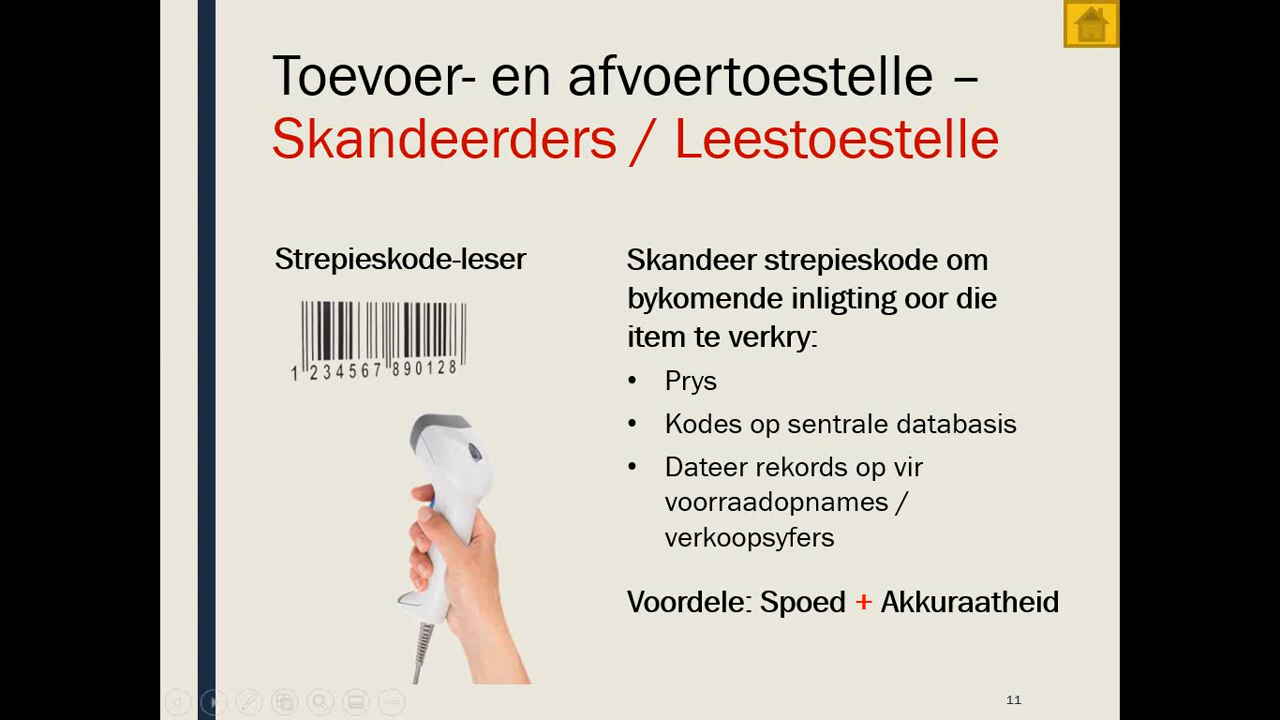 Toevoer- en afvoertoestelle –
Skandeerders / Leestoestelle
Strepieskode-leser
1 234567 890128
Skandeer strepieskode om
bykomende inligting oor die
item te verkry:
• Prys
• Kodes op sentrale databasis
• Dateer rekords op vir
voorraadopnames /
verkoopsyfers
Voordele: Spoed + Akkuraatheid
11